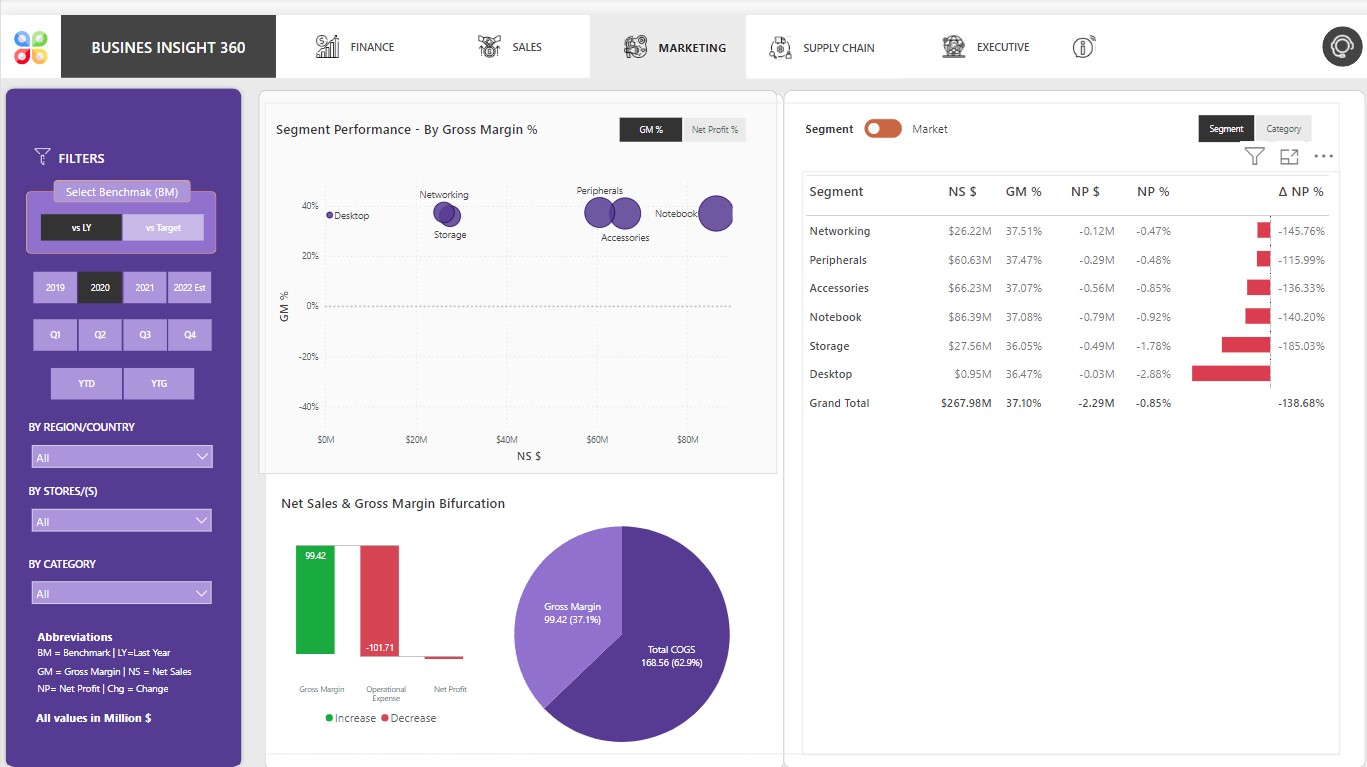 BUSINES INSIGHT 360
FINANCE
SALES
MARKETING
SUPPLY CHAIN
EXECUTIVE
FILTERS
Select Benchmak (BM)
vs LY
vs Target
2019
2020
2021
2022 Est
Q1
Q2
Q3
Q4
YTD
YTG
BY REGION/COUNTRY
All
BY STORES/(S)
All
BY CATEGORY
All
Abbreviations
BM = Benchmark | LY=Last Year
GM = Gross Margin | NS = Net Sales
NP= Net Profit | Chg = Change
All values in Million $
Segment Performance - By Gross Margin %
GM %
Net Profit %
GM %
40%
20%
0%
-20%
-40%
Desktop
Networking
Storage
Peripherals
Accessories
Notebook
$0M
$20M
$40M
$60M
$80M
NS $
Net Sales & Gross Margin Bifurcation
99.42
-101.71
Gross Margin
Operational
Expense
Net Profit
Increase
Decrease
Gross Margin
99.42 (37.1%)
Total COGS
168.56 (62.9%)
Segment
Market
Segment
Category
Segment NS $ GM % NP $ NP % Δ NP %
Networking $26.22M 37.51% -0.12M -0.47% -145.76%
Peripherals $60.63M 37.47% -0.29M -0.48% -115.99%
Accessories $66.23M 37.07% -0.56M -0.85% -136.33%
Notebook $86.39M 37.08% -0.79M -0.92% -140.20%
Storage $27.56M 36.05% -0.49M -1.78% -185.03%
Desktop $0.95M 36.47% -0.03M -2.88%
Grand Total $267.98M 37.10% -2.29M -0.85% -138.68%